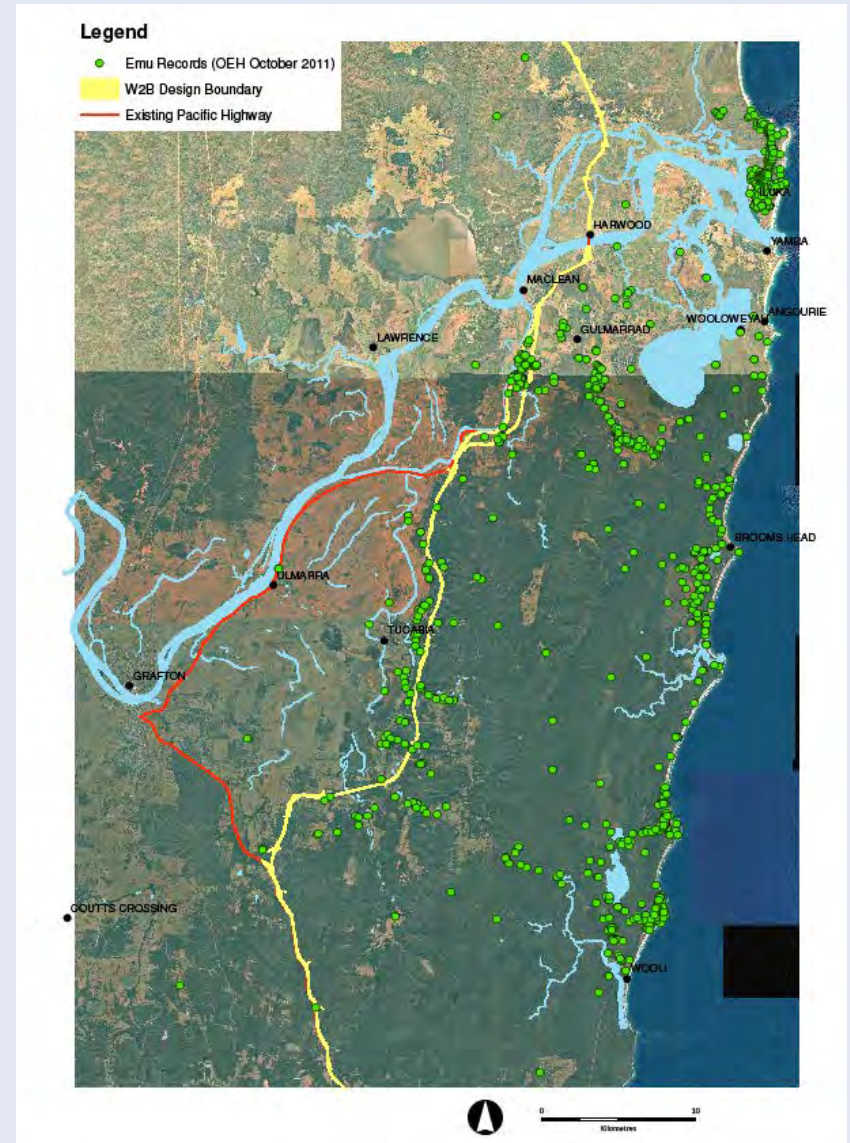 Legend
Emu Records (OEH October 2011)
W2B Design Boundary
Existing Pacific Highway
ILUKA
HARWOOD
YAMBA
MACLEAN
ANGOURIE
WOOLOWEYAH
GULMARRAD
LAWRENCE
BROOMS HEAD
ULMARRA
TUCABIA
GRAFTON
COUTTS CROSSING
WOOLI
0 10
Kilometres